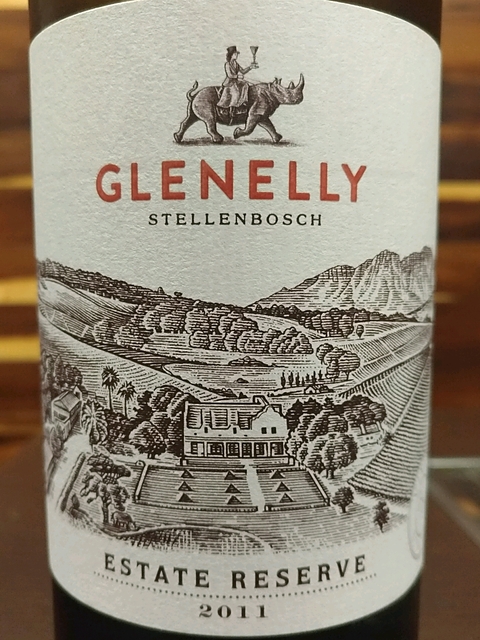 GLENELLY
STELLENBOSCH
ESTATE RESERVE
2011